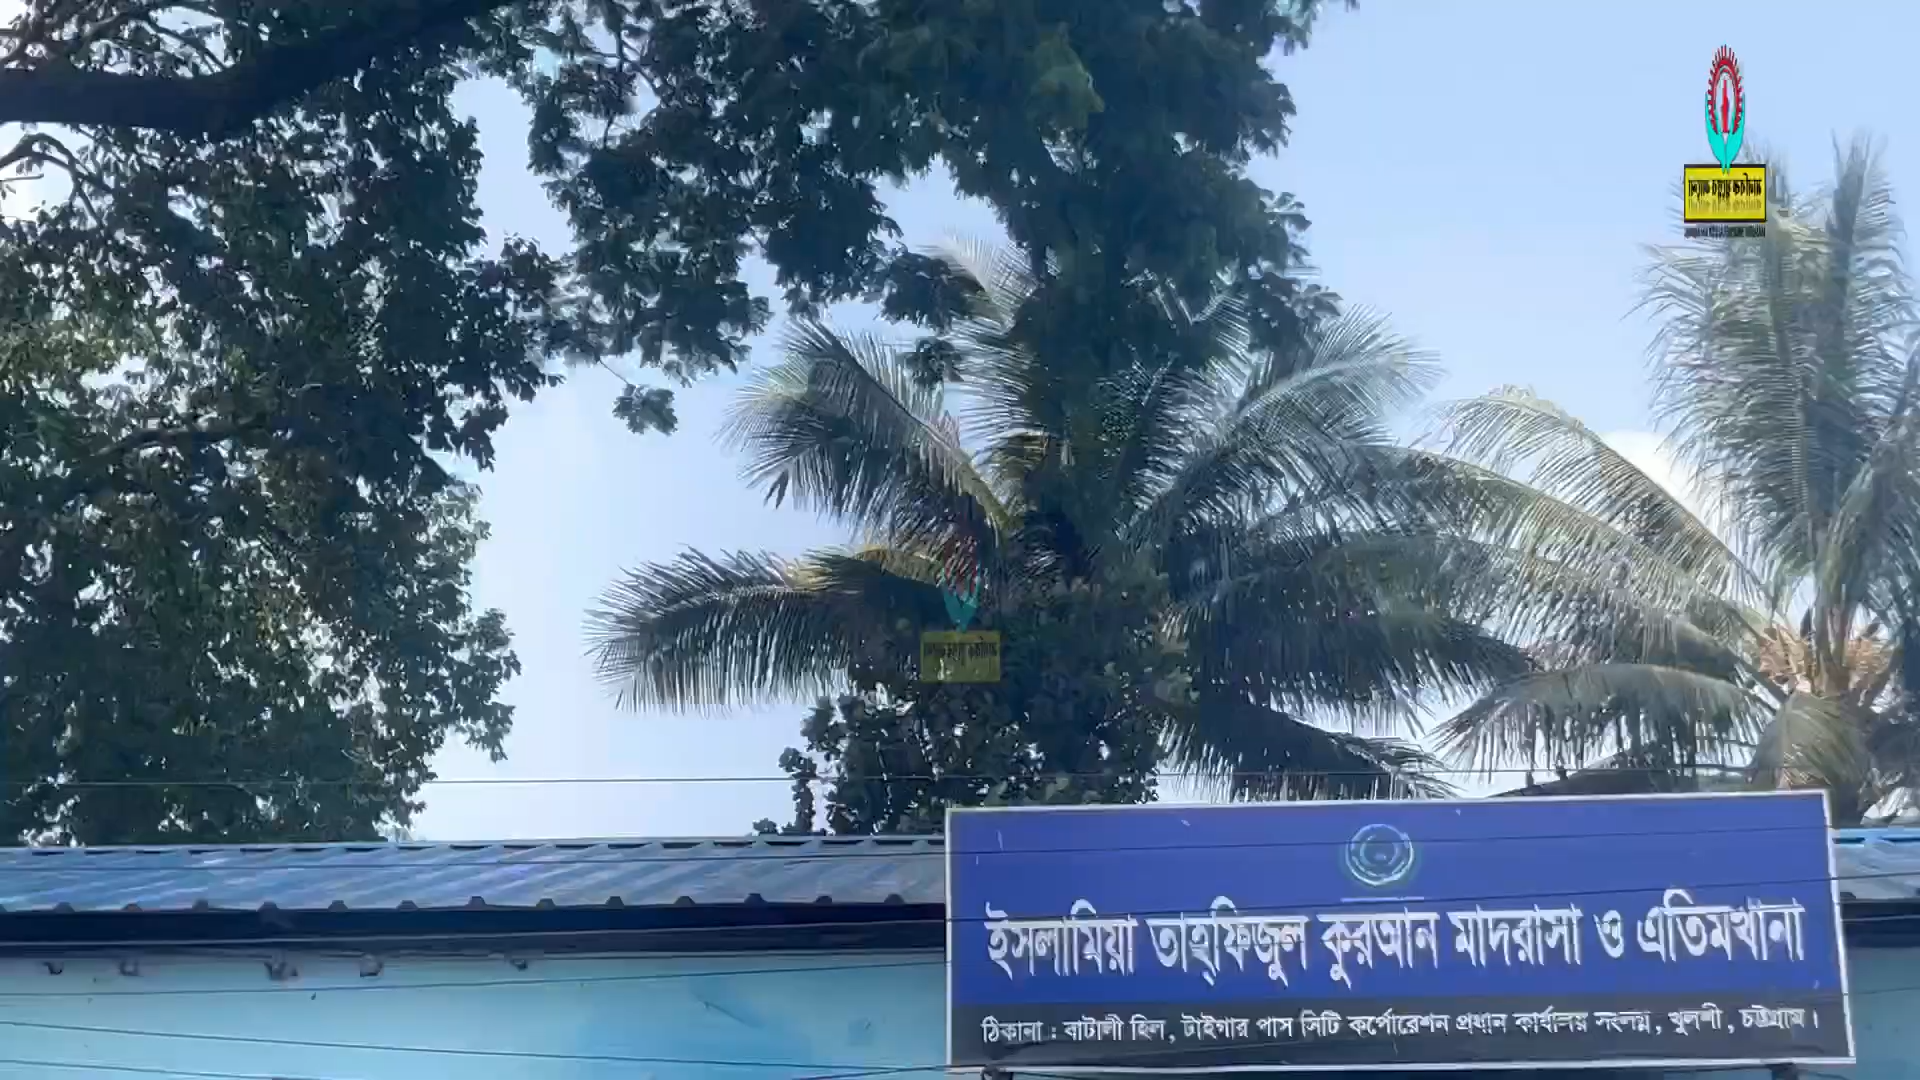 ইসলামিয়া তাহ্ফিজুল কুরআন মাদরাসা ও এতিমখানা
ঠিকানা : বাটালী হিল, টাইগার পাস সিটি কর্পোরেশন প্রধান কার্যালয় সংলগ্ন, খুলশী, চট্টগ্রাম।